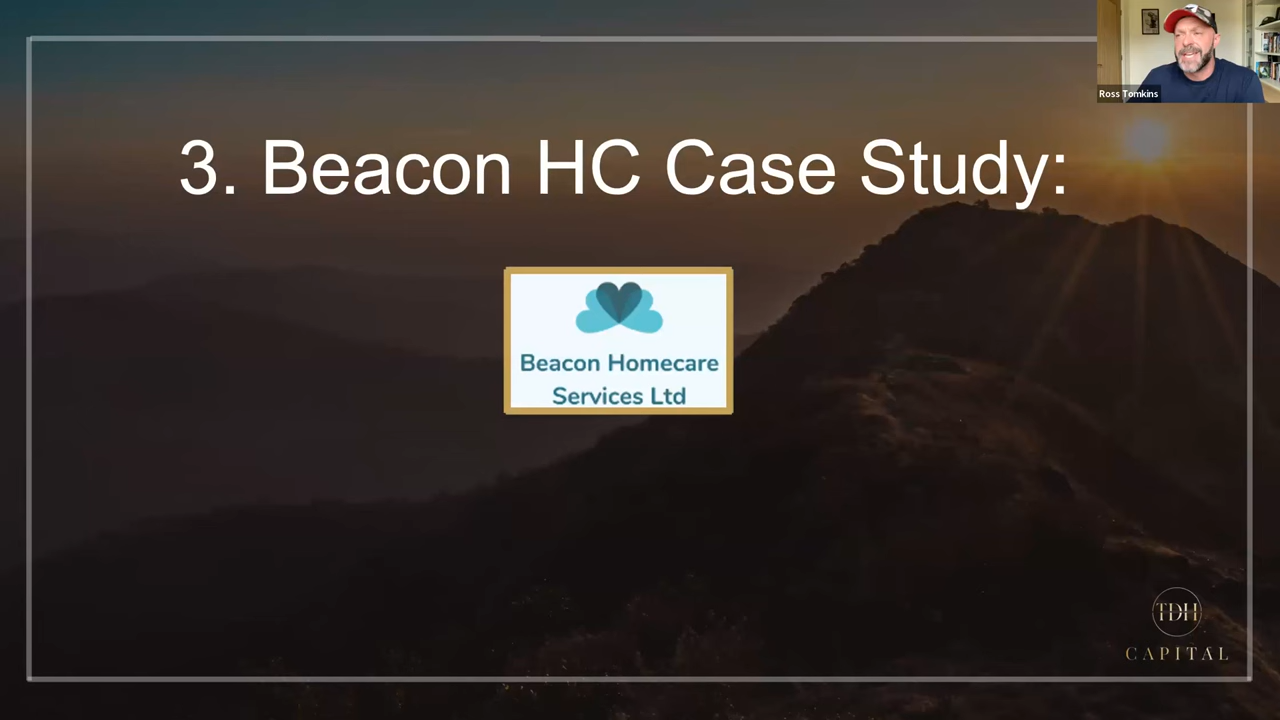 Ross Tomkins
3. Beacon HC Case Study:
Beacon Homecare
Services Ltd
TDH
CAPITAL